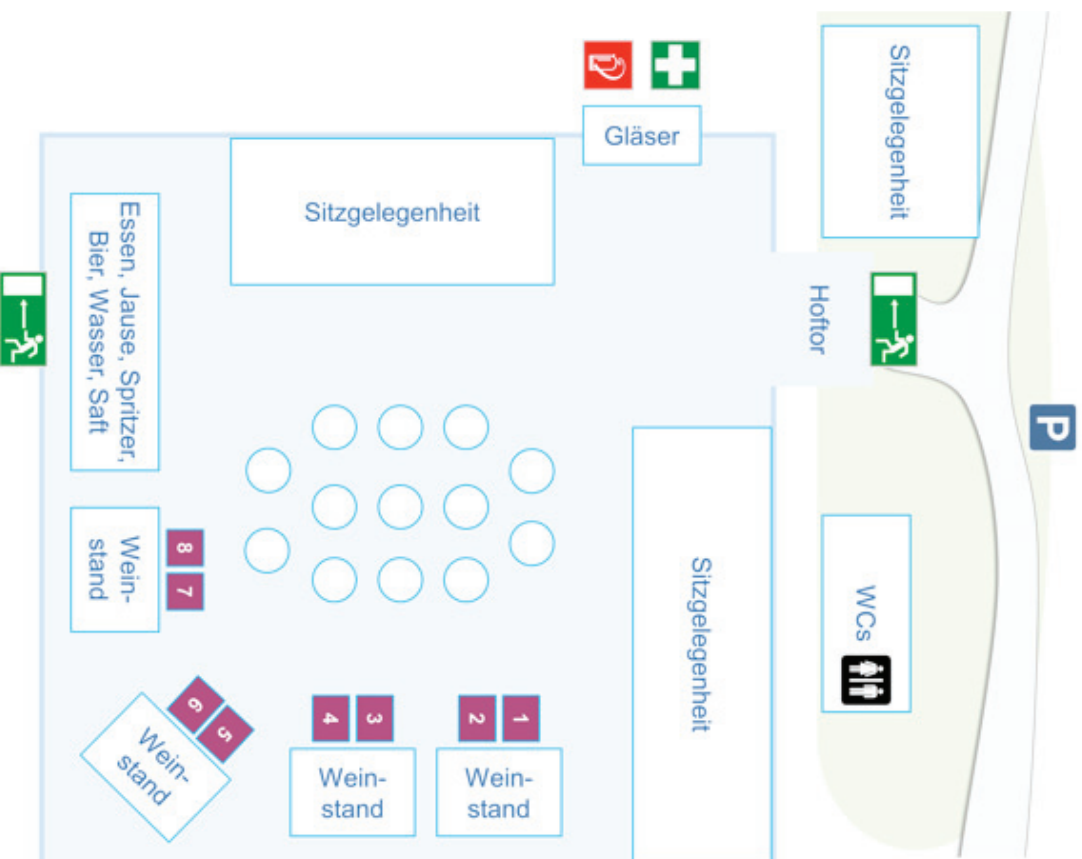 Sitzgelegenheit
Gläser
Sitzgelegenheit
Essen, Jause, Spritzer,
Bier, Wasser, Saft
Hoftor
P
8
7
Wein-
stand
Sitzgelegenheit
WCs
6
5
Wein-
stand
4
3
Wein-
stand
2
1
Wein-
stand